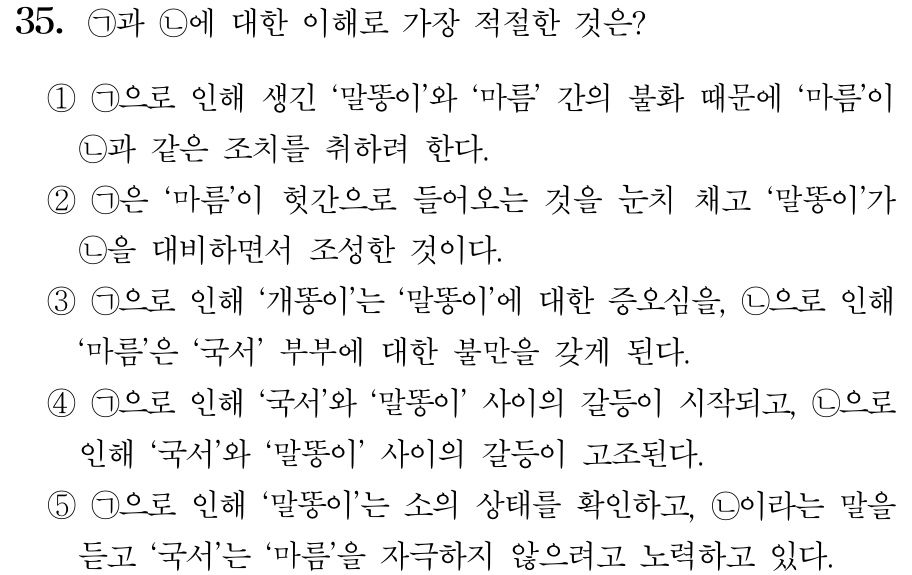 35. ㉠과 ㉡에 대한 이해로 가장 적절한 것은?
① ㉠으로 인해 생긴 ‘말똥이’와 ‘마름’ 간의 불화 때문에 ‘마름’이
㉡과 같은 조치를 취하려 한다.
② ㉠은 ‘마름’이 헛간으로 들어오는 것을 눈치 채고 ‘말똥이’가
㉡을 대비하면서 조성한 것이다.
③ ㉠으로 인해 ‘개똥이’는 ‘말똥이’에 대한 증오심을, ㉡으로 인해
‘마름’은 ‘국서’ 부부에 대한 불만을 갖게 된다.
④ ㉠으로 인해 ‘국서’와 ‘말똥이’ 사이의 갈등이 시작되고, ㉡으로
인해 ‘국서’와 ‘말똥이’ 사이의 갈등이 고조된다.
⑤ ㉠으로 인해 ‘말똥이’는 소의 상태를 확인하고, ㉡이라는 말을
듣고 ‘국서’는 ‘마름’을 자극하지 않으려고 노력하고 있다.